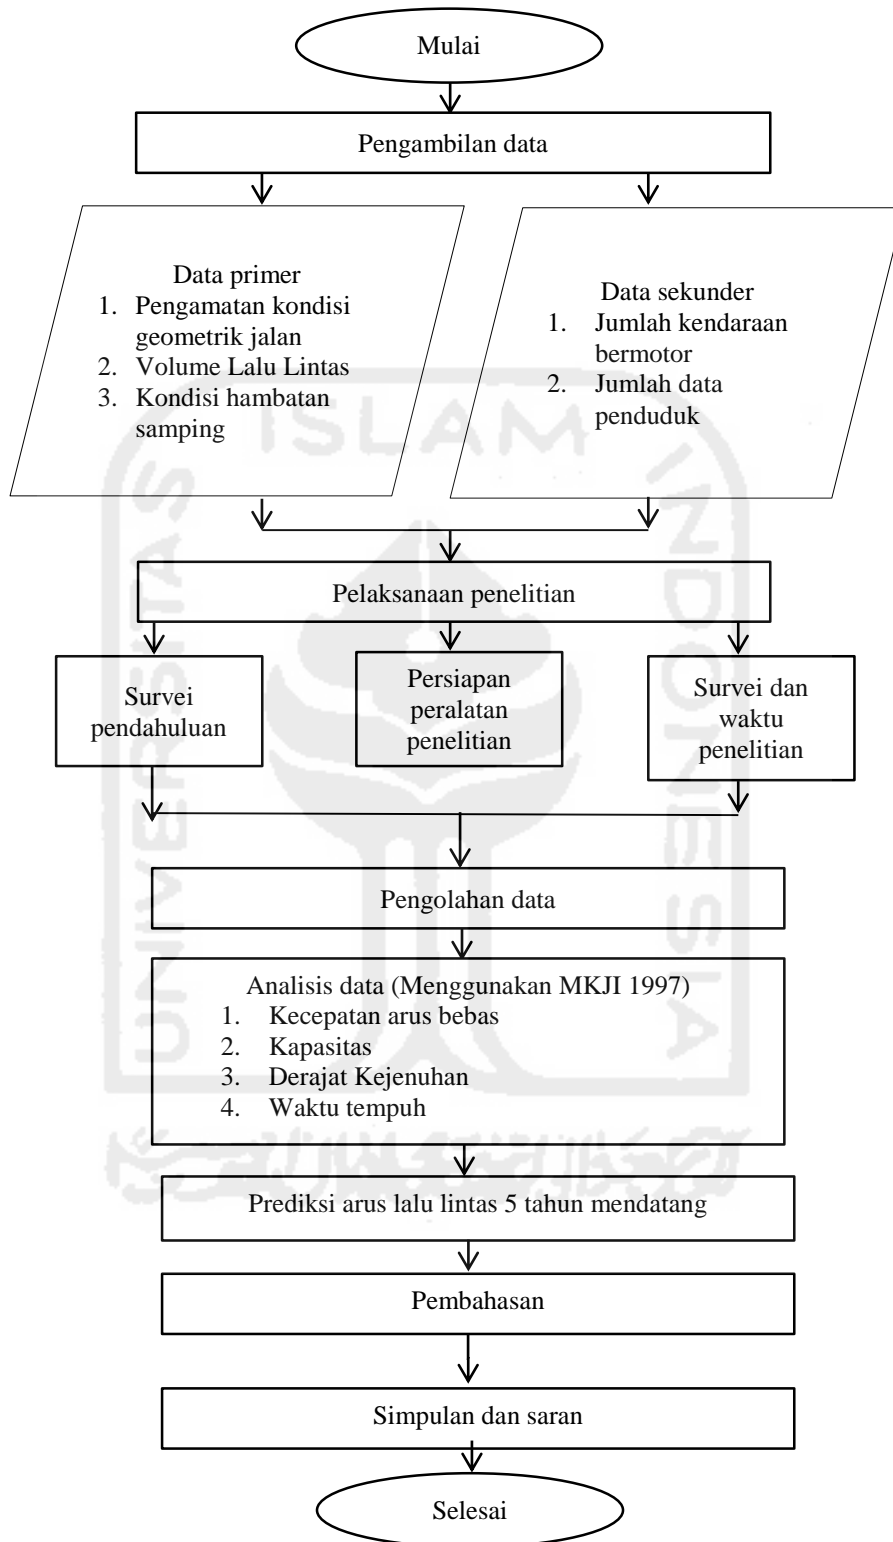 Mulai
Pengambilan data
Data primer
1. Pengamatan kondisi
geometrik jalan
2. Volume Lalu Lintas
3. Kondisi hambatan
samping
Data sekunder
1. Jumlah kendaraan
bermotor
2. Jumlah data
penduduk
Pelaksanaan penelitian
Survei
pendahuluan
Persiapan
peralatan
penelitian
Survei dan
waktu
penelitian
Pengolahan data
Analisis data (Menggunakan MKJI 1997)
1. Kecepatan arus bebas
2. Kapasitas
3. Derajat Kejenuhan
4. Waktu tempuh
Prediksi arus lalu lintas 5 tahun mendatang
Pembahasan
Simpulan dan saran
Selesai
UNIVERSITAS
ISLAM
INDONESIA